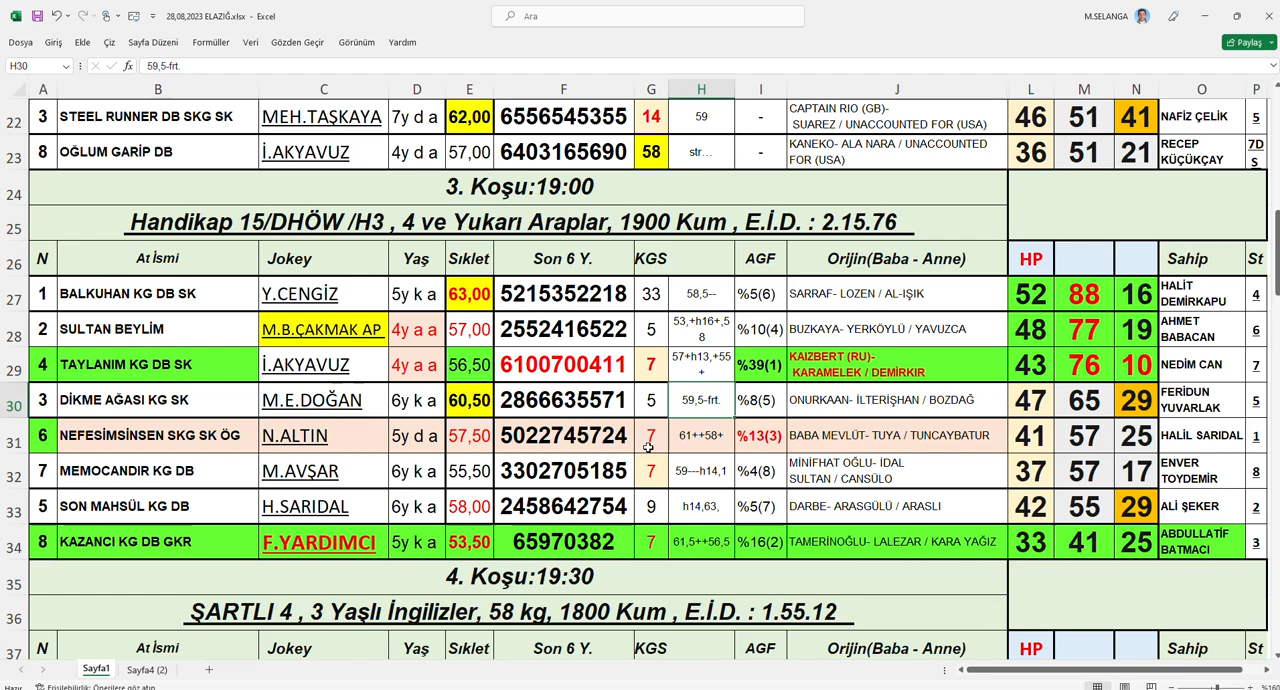 28,08,2023 ELAZIĞ.xlsx - Excel
Ara
M.SELANGA
Dosya Giriş Ekle Çiz Sayfa Düzeni Formüller Veri Gözden Geçir Görünüm Yardım
Paylaş
H30 fx 59,5-frt.
A B C D E F G H I J L M N O P
22 3 STEEL RUNNER DB SKG SK MEH.TAŞKAYA 7y d a 62,00 6556545355 14 59 - CAPTAIN RIO (GB)- SUAREZ / UNACCOUNTED FOR (USA) 46 51 41 NAFİZ ÇELİK 5
23 8 OĞLUM GARİP DB İ.AKYAVUZ 4y d a 57,00 6403165690 58 str... - KANEKO- ALA NARA / UNACCOUNTED FOR (USA) 36 51 21 RECEP KÜÇÜKÇAY 7D S
24 3. Koşu:19:00
25 Handikap 15/DHÖW /H3 , 4 ve Yukarı Araplar, 1900 Kum , E.İ.D. : 2.15.76
26 N At İsmi Jokey Yaş Sıklet Son 6 Y. KGS AGF Orijin(Baba - Anne) HP Sahip St
27 1 BALKUHAN KG DB SK Y.CENGİZ 5y k a 63,00 5215352218 33 58,5-- %5(6) SARRAF- LOZEN / AL-IŞIK 52 88 16 HALİT DEMİRKAPU 4
28 2 SULTAN BEYLİM M.B.ÇAKMAK AP 4y a a 57,00 2552416522 5 53,+h16+,5 8 %10(4) BUZKAYA- YERKÖYLÜ / YAVUZCA 48 77 19 AHMET BABACAN 6
29 4 TAYLANIM KG DB SK İ.AKYAVUZ 4y a a 56,50 6100700411 7 57+h13,+55 + %39(1) KAIZBERT (RU)- KARAMELEK / DEMİRKIR 43 76 10 NEDİM CAN 7
30 3 DİKME AĞASI KG SK M.E.DOĞAN 6y k a 60,50 2866635571 5 59,5-frt. %8(5) ONURKAAN- İLTERİŞHAN / BOZDAĞ 47 65 29 FERİDUN YUVARLAK 5
31 6 NEFESİMSİNSEN SKG SK ÖG N.ALTIN 5y d a 57,50 5022745724 7 61++58+ %13(3) BABA MEVLÜT- TUYA / TUNCAYBATUR 41 57 25 HALİL SARIDAL 1
32 7 MEMOCANDIR KG DB M.AVŞAR 6y k a 55,50 3302705185 7 59---h14,1 %4(8) MİNİFHAT OĞLU- İDAL SULTAN / CANSÜLO 37 57 17 ENVER TOYDEMİR 8
33 5 SON MAHSÜL KG DB H.SARIDAL 6y k a 58,00 2458642754 9 h14,63, %5(7) DARBE- ARASGÜLÜ / ARASLI 42 55 29 ALİ ŞEKER 2
34 8 KAZANCI KG DB GKR F.YARDIMCI 5y k a 53,50 65970382 7 61,5++56,5 %16(2) TAMERİNOĞLU- LALEZAR / KARA YAĞIZ 33 41 25 ABDULLATİF BATMACI 3
35 4. Koşu:19:30
36 ŞARTLI 4 , 3 Yaşlı İngilizler, 58 kg, 1800 Kum , E.İ.D. : 1.55.12
37 N At İsmi Jokey Yaş Sıklet Son 6 Y. KGS AGF Orijin(Baba - Anne) HP Sahip St
Sayfa1 Sayfa4 (2)
Hazır Erişilebilirlik: Önerilere göz atın %160